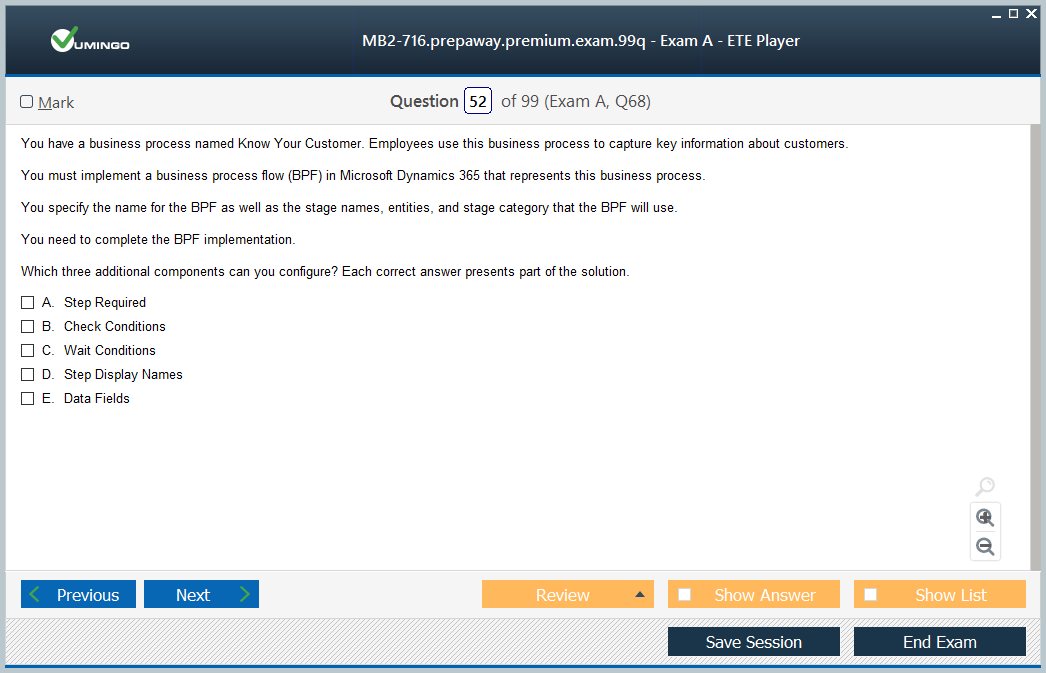 VUMINGO
MB2-716.prepaway.premium.exam.99q - Exam A - ETE Player
Mark
Question 52 of 99 (Exam A, Q68)
You have a business process named Know Your Customer. Employees use this business process to capture key information about customers.
You must implement a business process flow (BPF) in Microsoft Dynamics 365 that represents this business process.
You specify the name for the BPF as well as the stage names, entities, and stage category that the BPF will use.
You need to complete the BPF implementation.
Which three additional components can you configure? Each correct answer presents part of the solution.
A. Step Required
B. Check Conditions
C. Wait Conditions
D. Step Display Names
E. Data Fields
Previous
Next
Review
Show Answer
Show List
Save Session
End Exam